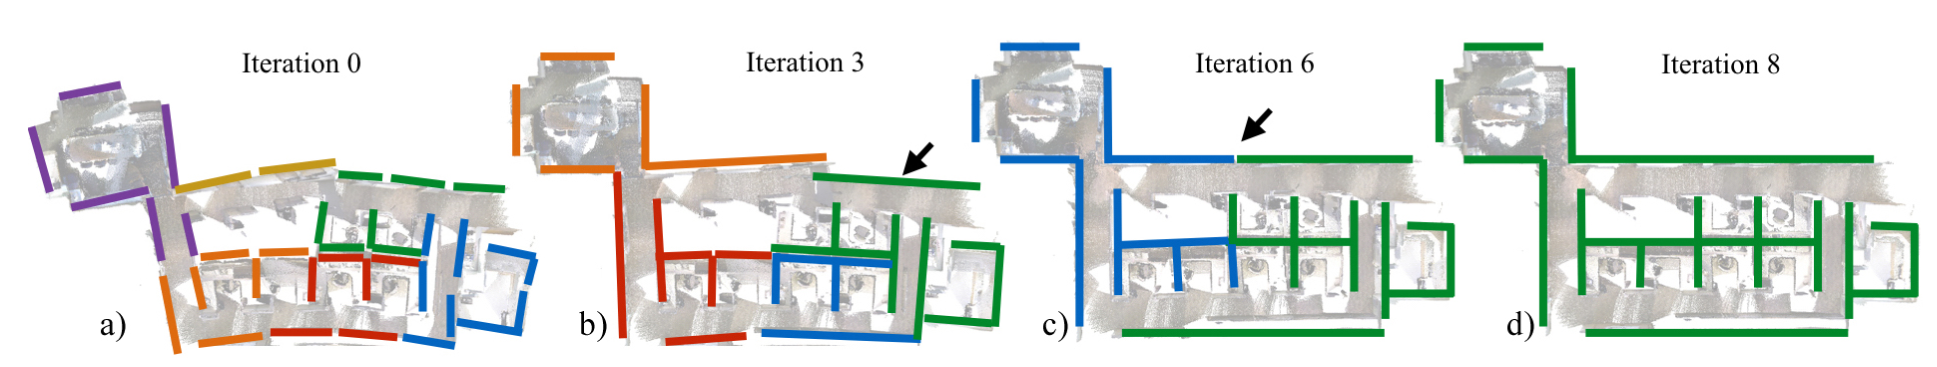 Iteration 0
Iteration 3
Iteration 6
Iteration 8
a)
b)
c)
d)